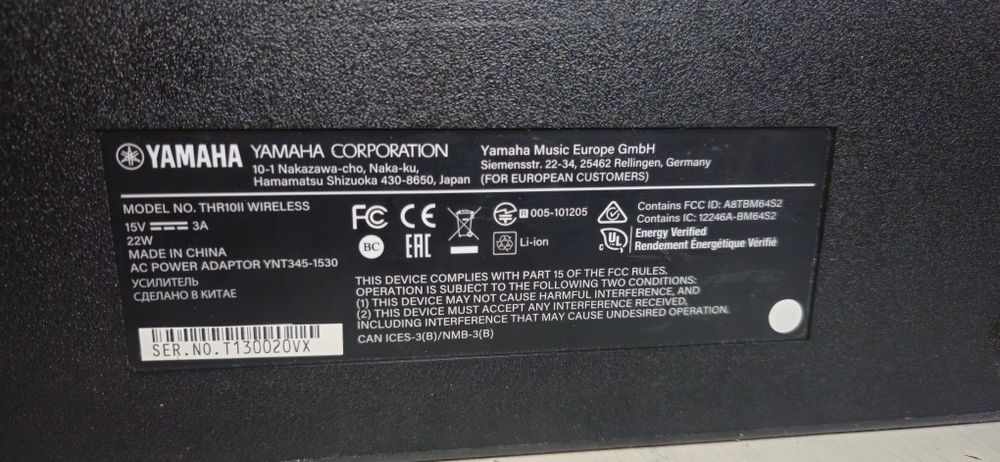 YAMAHA YAMAHA CORPORATION
10-1 Nakazawa-cho, Naka-ku,
Hamamatsu Shizuoka 430-8650, Japan
Yamaha Music Europe GmbH
Siemensstr. 22-34, 25462 Rellingen, Germany
(FOR EUROPEAN CUSTOMERS)
MODEL NO. THR10II WIRELESS
15V 3A
22W
MADE IN CHINA
AC POWER ADAPTOR YNT345-1530
УСИЛИТЕЛЬ
СДЕЛАНО В КИТАЕ
SER.NO.T130020VX
FC CE
BC EAC
R 005-101205
Li-ion
Contains FCC ID: A8TBM64S2
Contains IC: 12246A-BM64S2
c UL Energy Verified
Rendement Énergétique Vérifié
THIS DEVICE COMPLIES WITH PART 15 OF THE FCC RULES.
OPERATION IS SUBJECT TO THE FOLLOWING TWO CONDITIONS:
(1) THIS DEVICE MAY NOT CAUSE HARMFUL INTERFERENCE, AND
(2) THIS DEVICE MUST ACCEPT ANY INTERFERENCE RECEIVED,
INCLUDING INTERFERENCE THAT MAY CAUSE UNDESIRED OPERATION.
CAN ICES-3(B)/NMB-3(B)